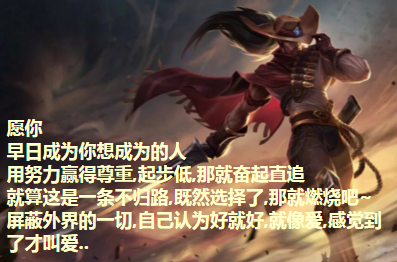 愿你
早日成为你想成为的人
用努力赢得尊重,起步低,那就奋起直追
就算这是一条不归路,既然选择了,那就燃烧吧~
屏蔽外界的一切,自己认为好就好,就像爱,感觉到
了才叫爱..